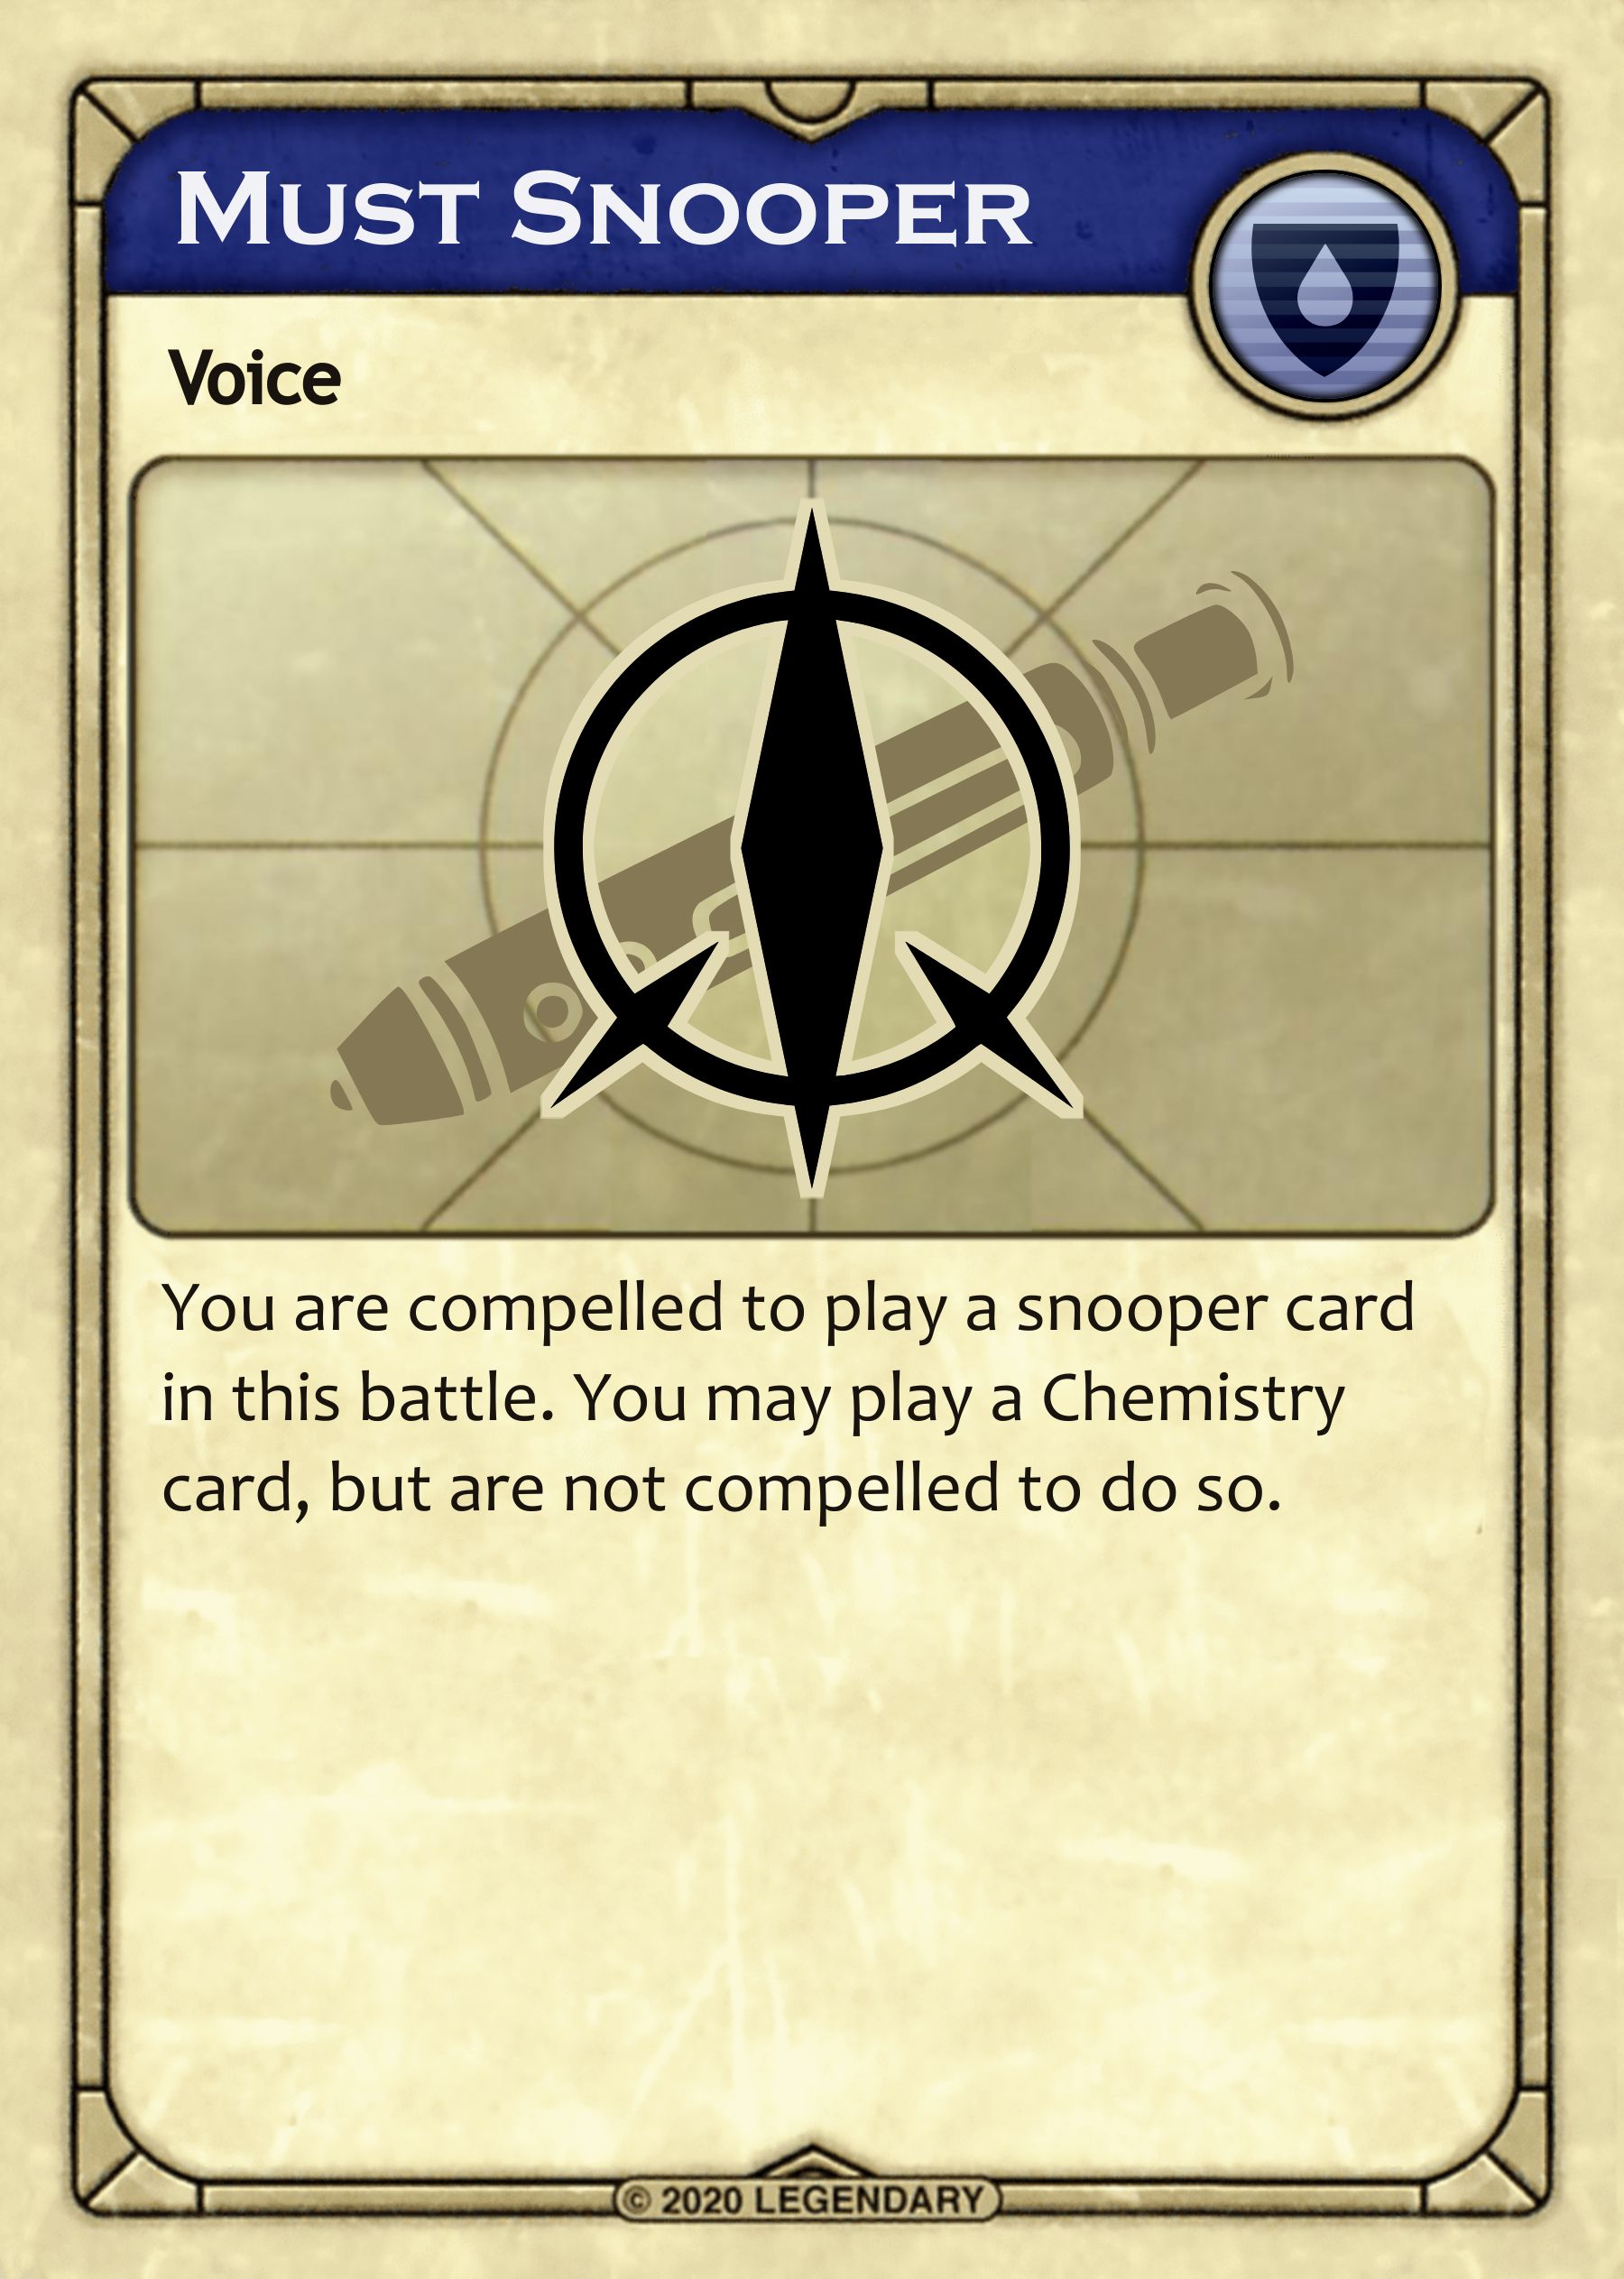 Must Snooper
Voice
You are compelled to play a snooper card
in this battle. You may play a Chemistry
card, but are not compelled to do so.
© 2020 LEGENDARY